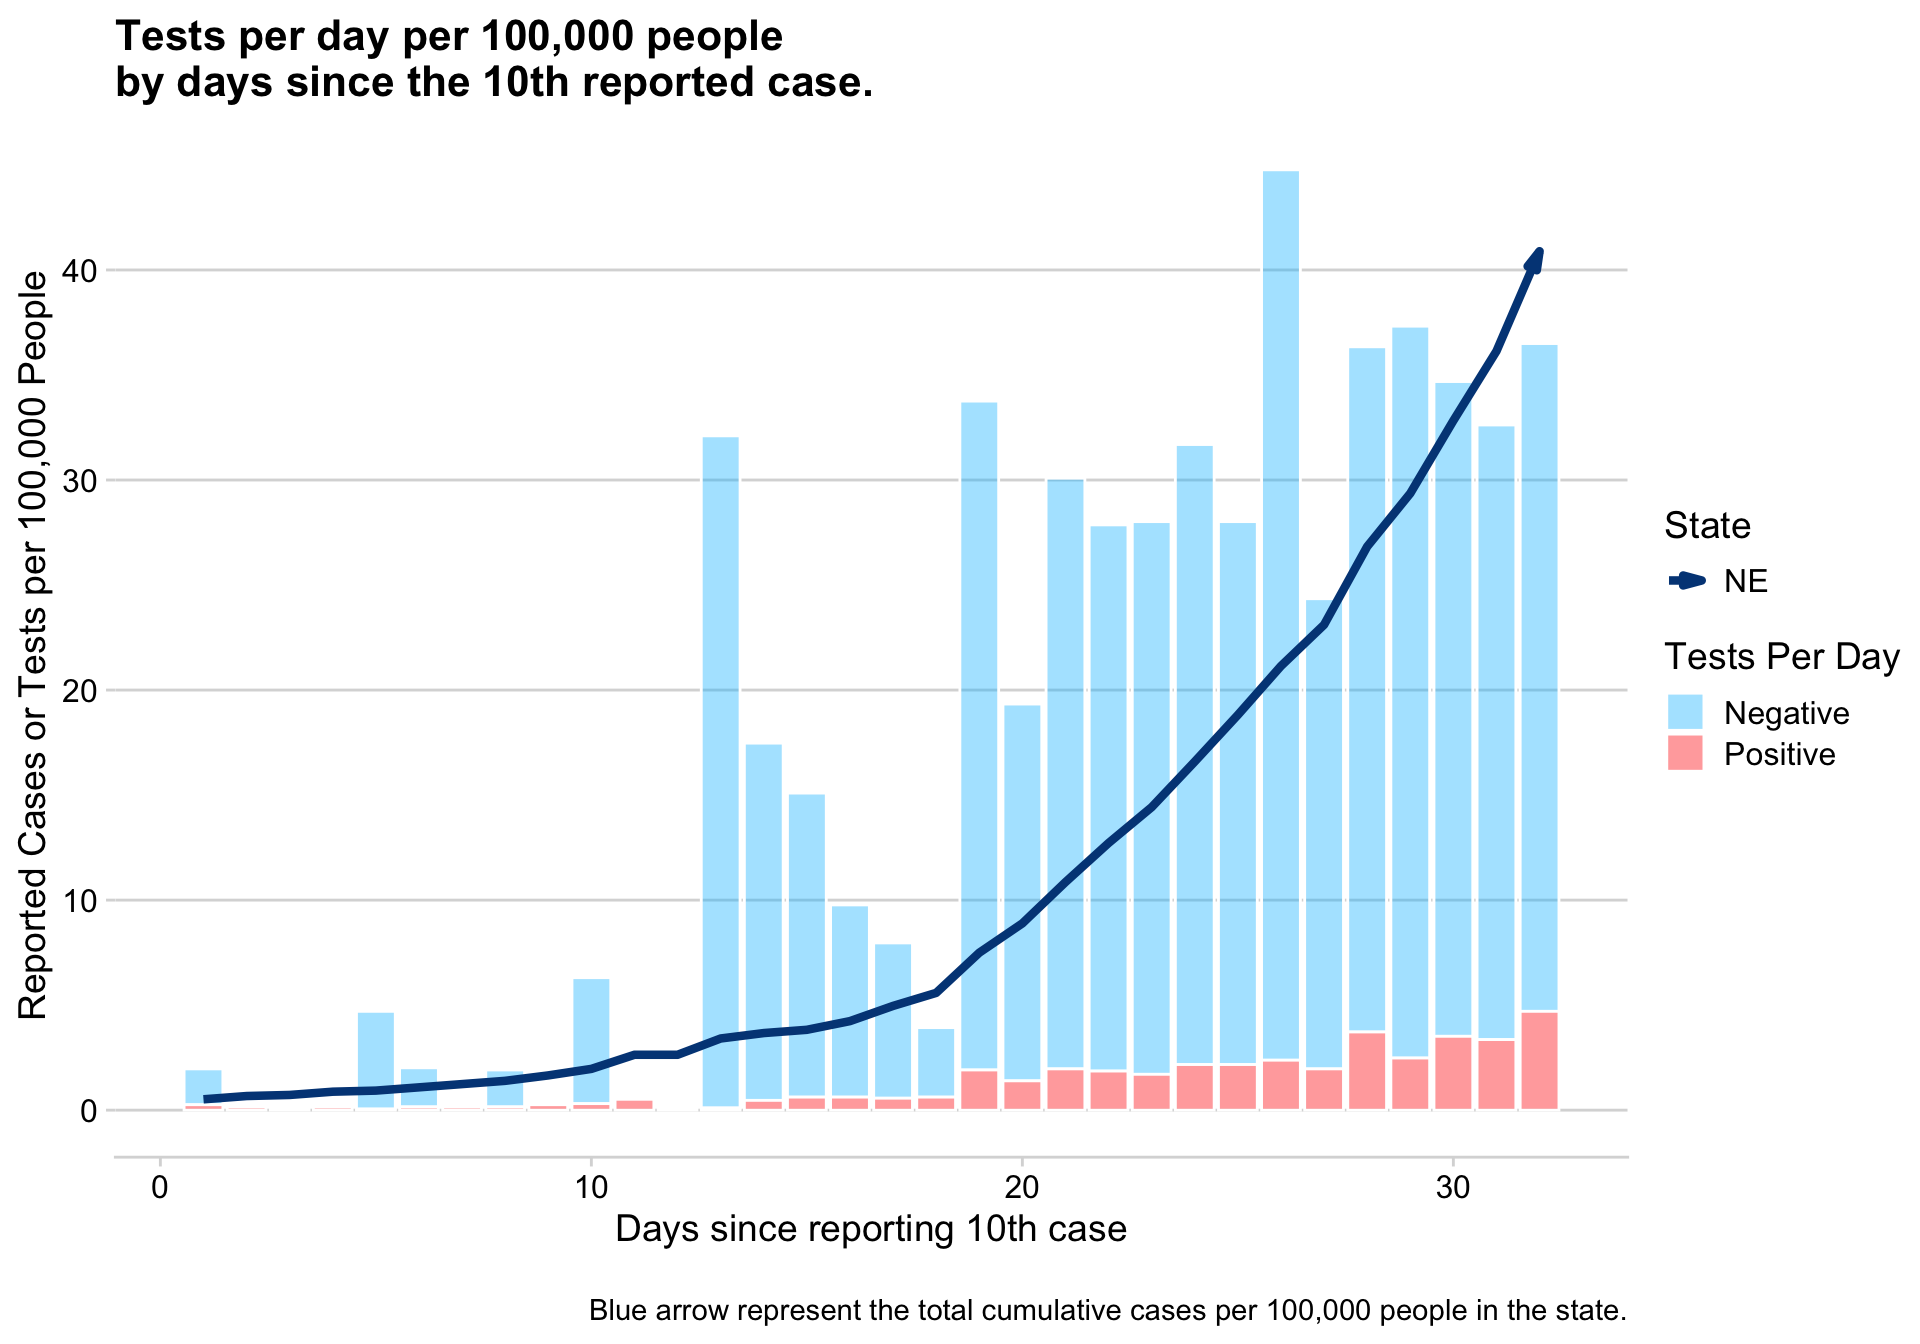 Tests per day per 100,000 people
by days since the 10th reported case.
Reported Cases or Tests per 100,000 People
40
30
20
10
0
0
10
20
30
Days since reporting 10th case
State
NE
Tests Per Day
Negative
Positive
Blue arrow represent the total cumulative cases per 100,000 people in the state.